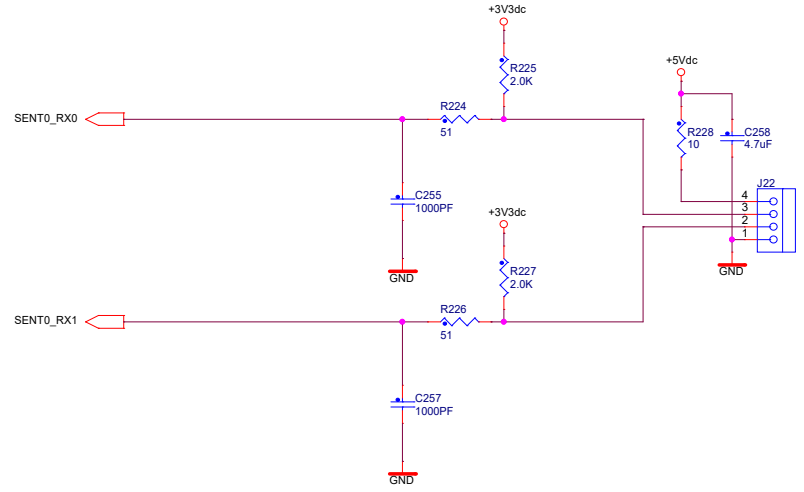 +3V3dc
R225
2.0K
+5Vdc
SENT0_RX0
R224
51
R228
10
C258
4.7uF
J22
4
3
2
1
C255
1000PF
GND
+3V3dc
GND
R227
2.0K
SENT0_RX1
R226
51
C257
1000PF
GND